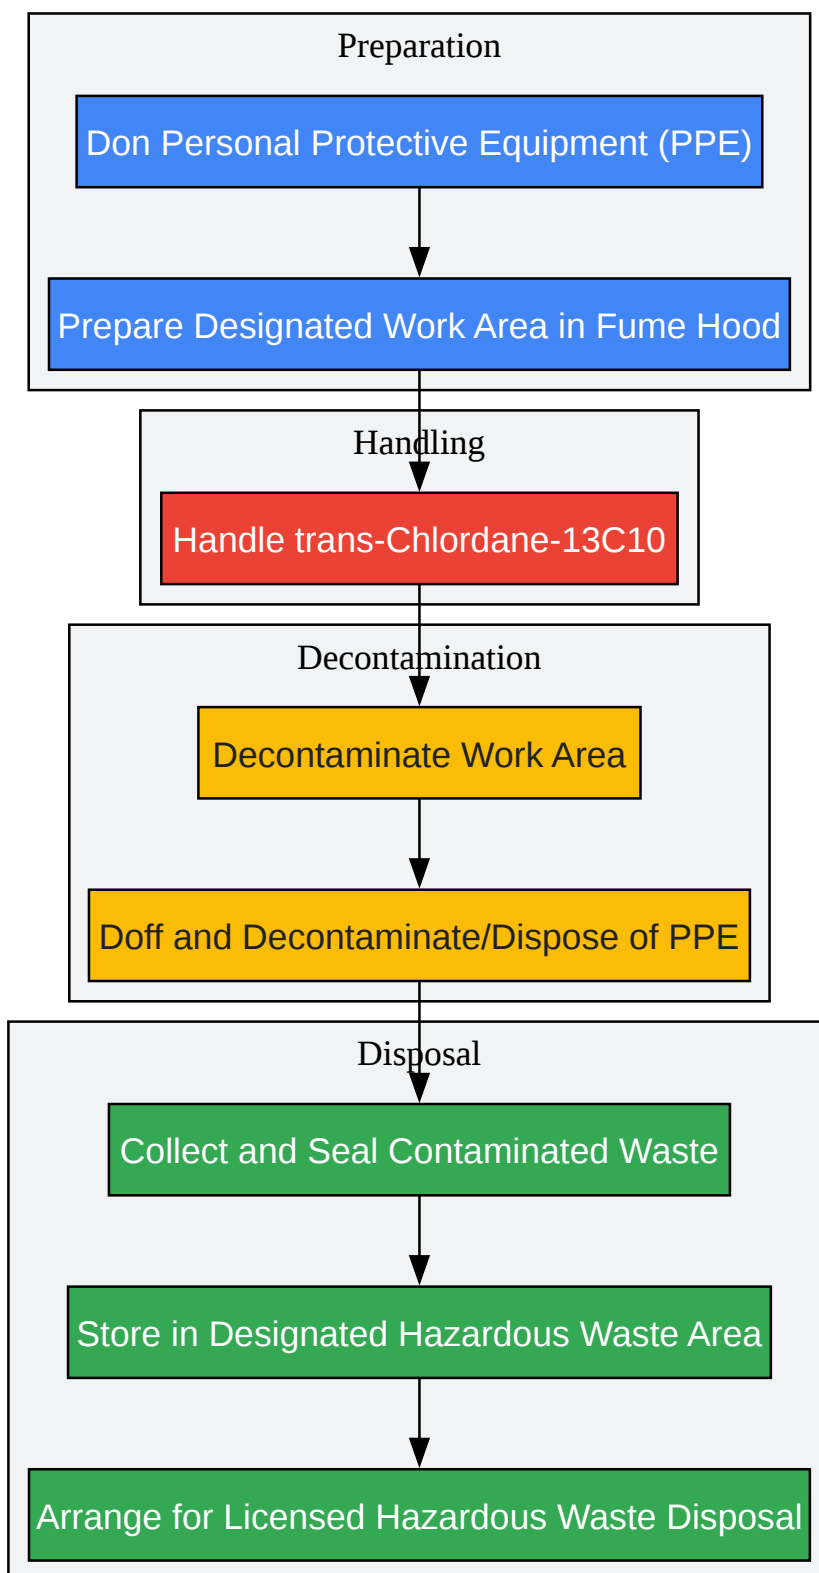 Preparation
Don Personal Protective Equipment (PPE)
Prepare Designated Work Area in Fume Hood
Handling
Handle trans-Chlordane-13C10
Decontamination
Decontaminate Work Area
Doff and Decontaminate/Dispose of PPE
Disposal
Collect and Seal Contaminated Waste
Store in Designated Hazardous Waste Area
Arrange for Licensed Hazardous Waste Disposal